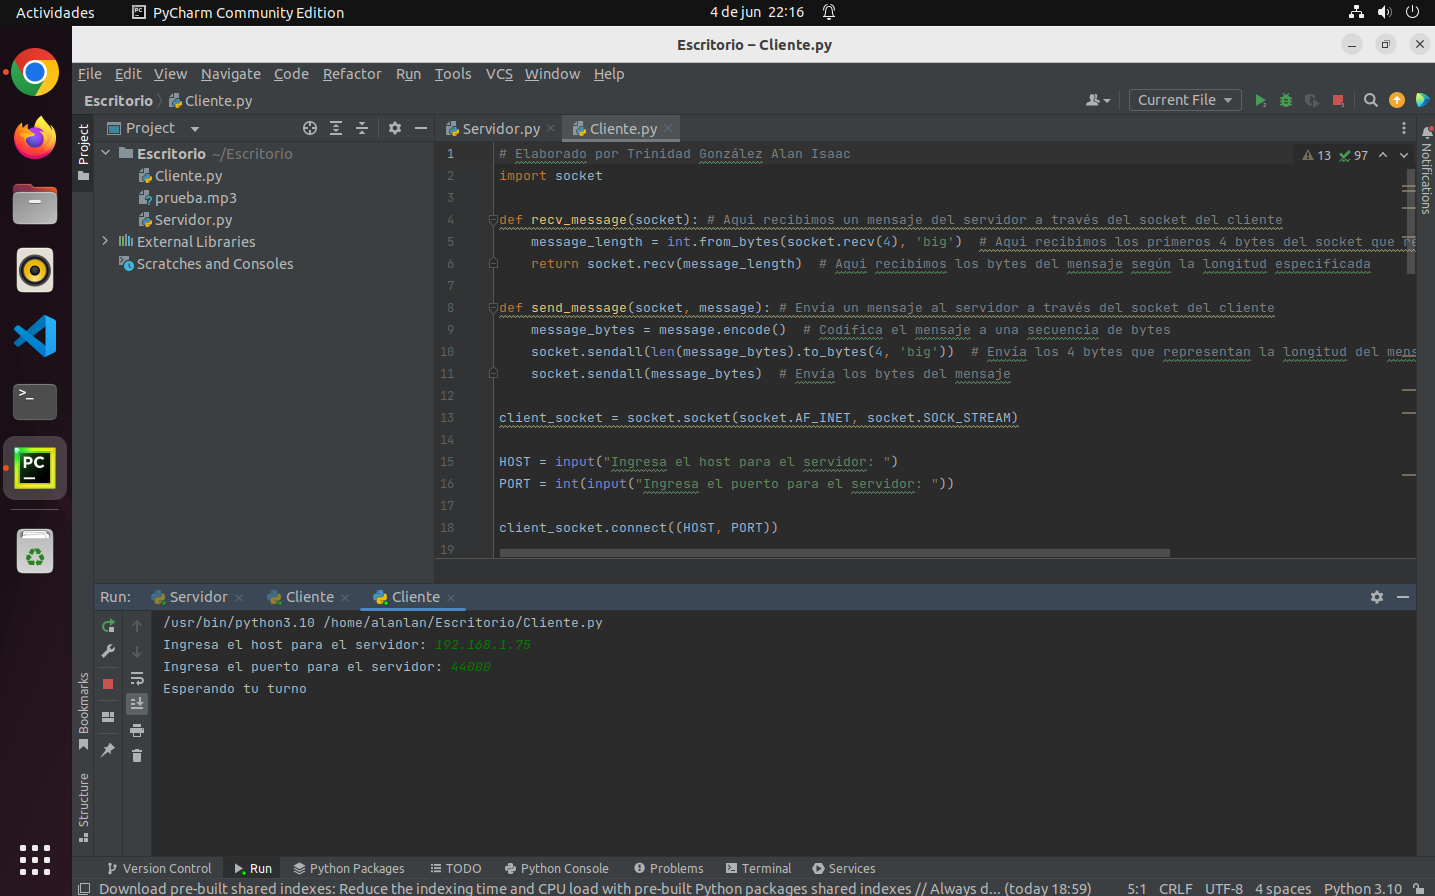 Actividades PyCharm Community Edition 4 de jun 22:16
Escritorio – Cliente.py
File Edit View Navigate Code Refactor Run Tools VCS Window Help
Escritorio Cliente.py Current File
Project
Project
Servidor.py Cliente.py
Notifications
Escritorio ~/Escritorio
Cliente.py
prueba.mp3
Servidor.py
External Libraries
Scratches and Consoles
13 97
1 # Elaborado por Trinidad González Alan Isaac
2 import socket
3
4 def recv_message(socket): # Aqui recibimos un mensaje del servidor a través del socket del cliente
5 message_length = int.from_bytes(socket.recv(4), 'big') # Aqui recibimos los primeros 4 bytes del socket que re
6 return socket.recv(message_length) # Aqui recibimos los bytes del mensaje según la longitud especificada
7
8 def send_message(socket, message): # Envía un mensaje al servidor a través del socket del cliente
9 message_bytes = message.encode() # Codifica el mensaje a una secuencia de bytes
10 socket.sendall(len(message_bytes).to_bytes(4, 'big')) # Envía los 4 bytes que representan la longitud del mens
11 socket.sendall(message_bytes) # Envía los bytes del mensaje
12
13 client_socket = socket.socket(socket.AF_INET, socket.SOCK_STREAM)
14
15 HOST = input("Ingresa el host para el servidor: ")
16 PORT = int(input("Ingresa el puerto para el servidor: "))
17
18 client_socket.connect((HOST, PORT))
19
Run: Servidor Cliente Cliente
/usr/bin/python3.10 /home/alanlan/Escritorio/Cliente.py
Ingresa el host para el servidor: 192.168.1.75
Ingresa el puerto para el servidor: 44000
Esperando tu turno
Bookmarks
Structure
Version Control Run Python Packages TODO Python Console Problems Terminal Services
Download pre-built shared indexes: Reduce the indexing time and CPU load with pre-built Python packages shared indexes // Always d... (today 18:59) 5:1 CRLF UTF-8 4 spaces Python 3.10